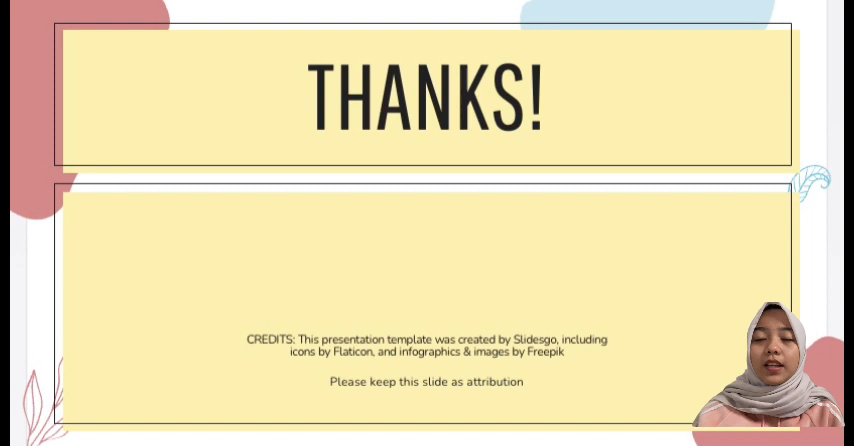 THANKS!
CREDITS: This presentation template was created by Slidesgo, including
icons by Flaticon, and infographics & images by Freepik
Please keep this slide as attribution